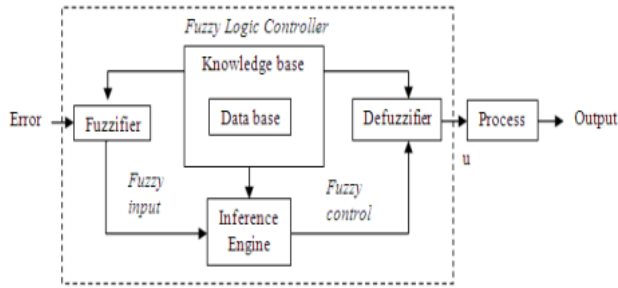 Fuzzy Logic Controller
Knowledge base
Error
Fuzzifier
Data base
Defuzzifier
Process
Output
u
Fuzzy
input
Fuzzy
control
Inference
Engine